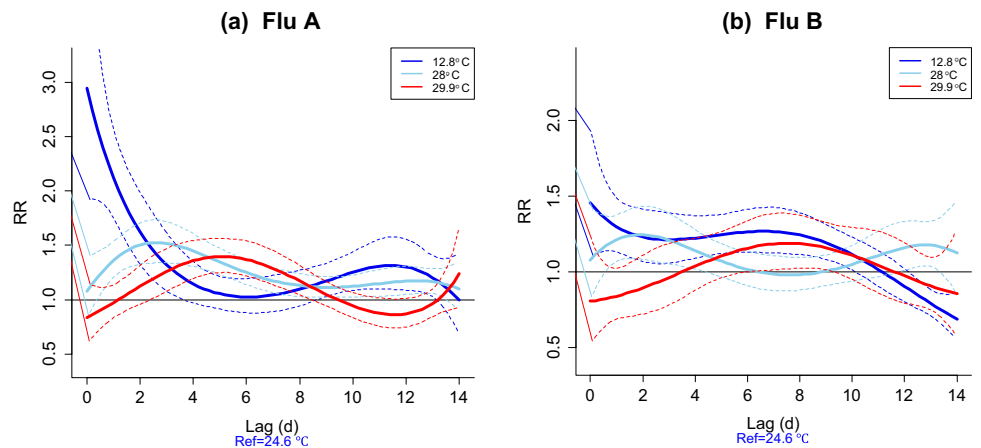 (a) Flu A
12.8°C
28°C
29.9°C
RR
3.0
2.5
2.0
1.5
1.0
0.5
0 2 4 6 8 10 12 14
Lag (d)
Ref=24.6 °C
(b) Flu B
12.8°C
28°C
29.9°C
RR
2.0
1.5
1.0
0.5
0 2 4 6 8 10 12 14
Lag (d)
Ref=24.6 °C